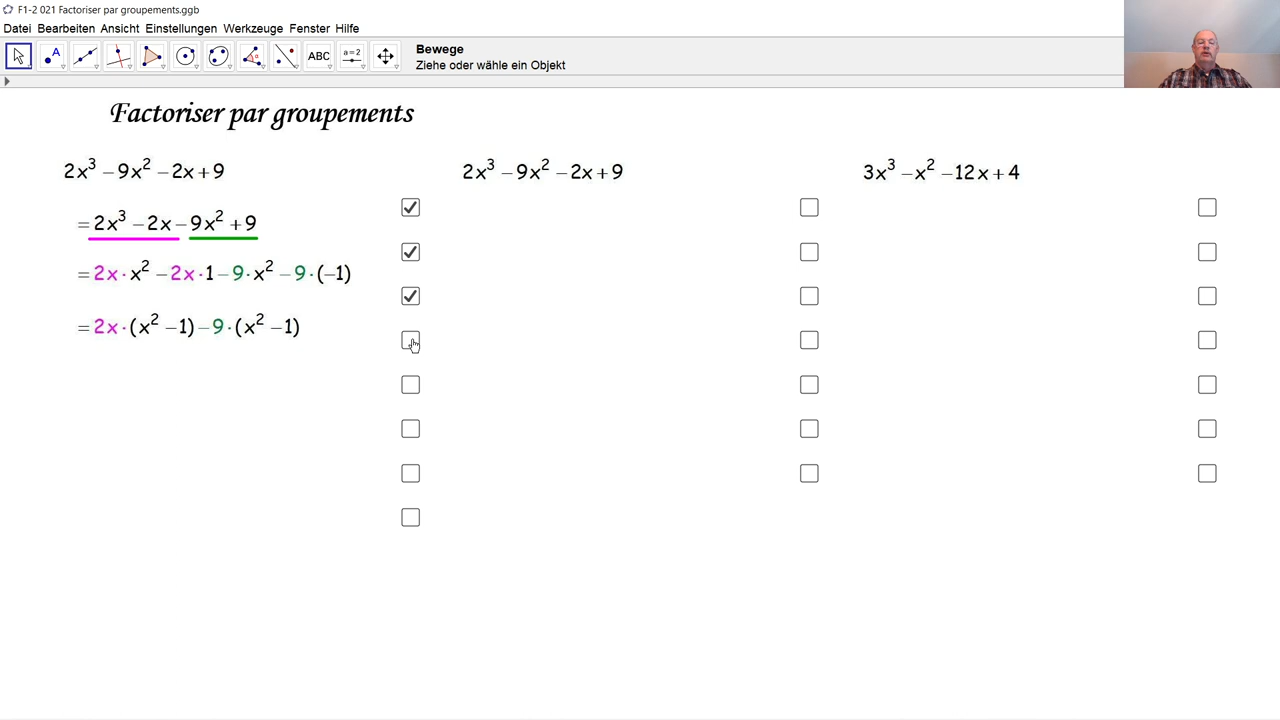 F1-2 021 Factoriser par groupements.ggb
Datei Bearbeiten Ansicht Einstellungen Werkzeuge Fenster Hilfe
A
ABC
a=2
Bewege
Ziehe oder wähle ein Objekt
Factoriser par groupements
2x³ − 9x² − 2x + 9
= 2x³ − 2x − 9x² + 9
= 2x · x² − 2x · 1 − 9 · x² − 9 · (−1)
= 2x · (x² − 1) − 9 · (x² − 1)
2x³ − 9x² − 2x + 9
3x³ − x² − 12x + 4